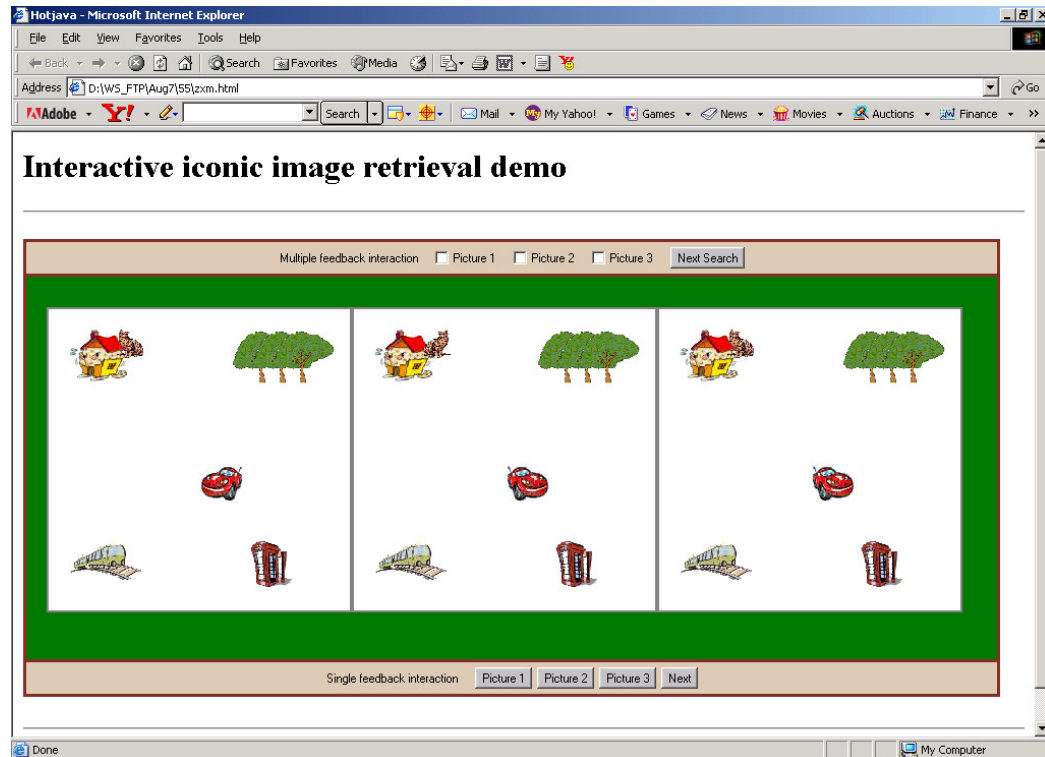 Hotjava - Microsoft Internet Explorer
File Edit View Favorites Tools Help
Back Search Favorites Media
Address D:\WS_FTP\Aug7\55\zxm.html Go
Adobe Y! Search Mail My Yahoo! Games News Movies Auctions Finance »
Interactive iconic image retrieval demo
Multiple feedback interaction Picture 1 Picture 2 Picture 3 Next Search
Single feedback interaction Picture 1 Picture 2 Picture 3 Next
Done My Computer